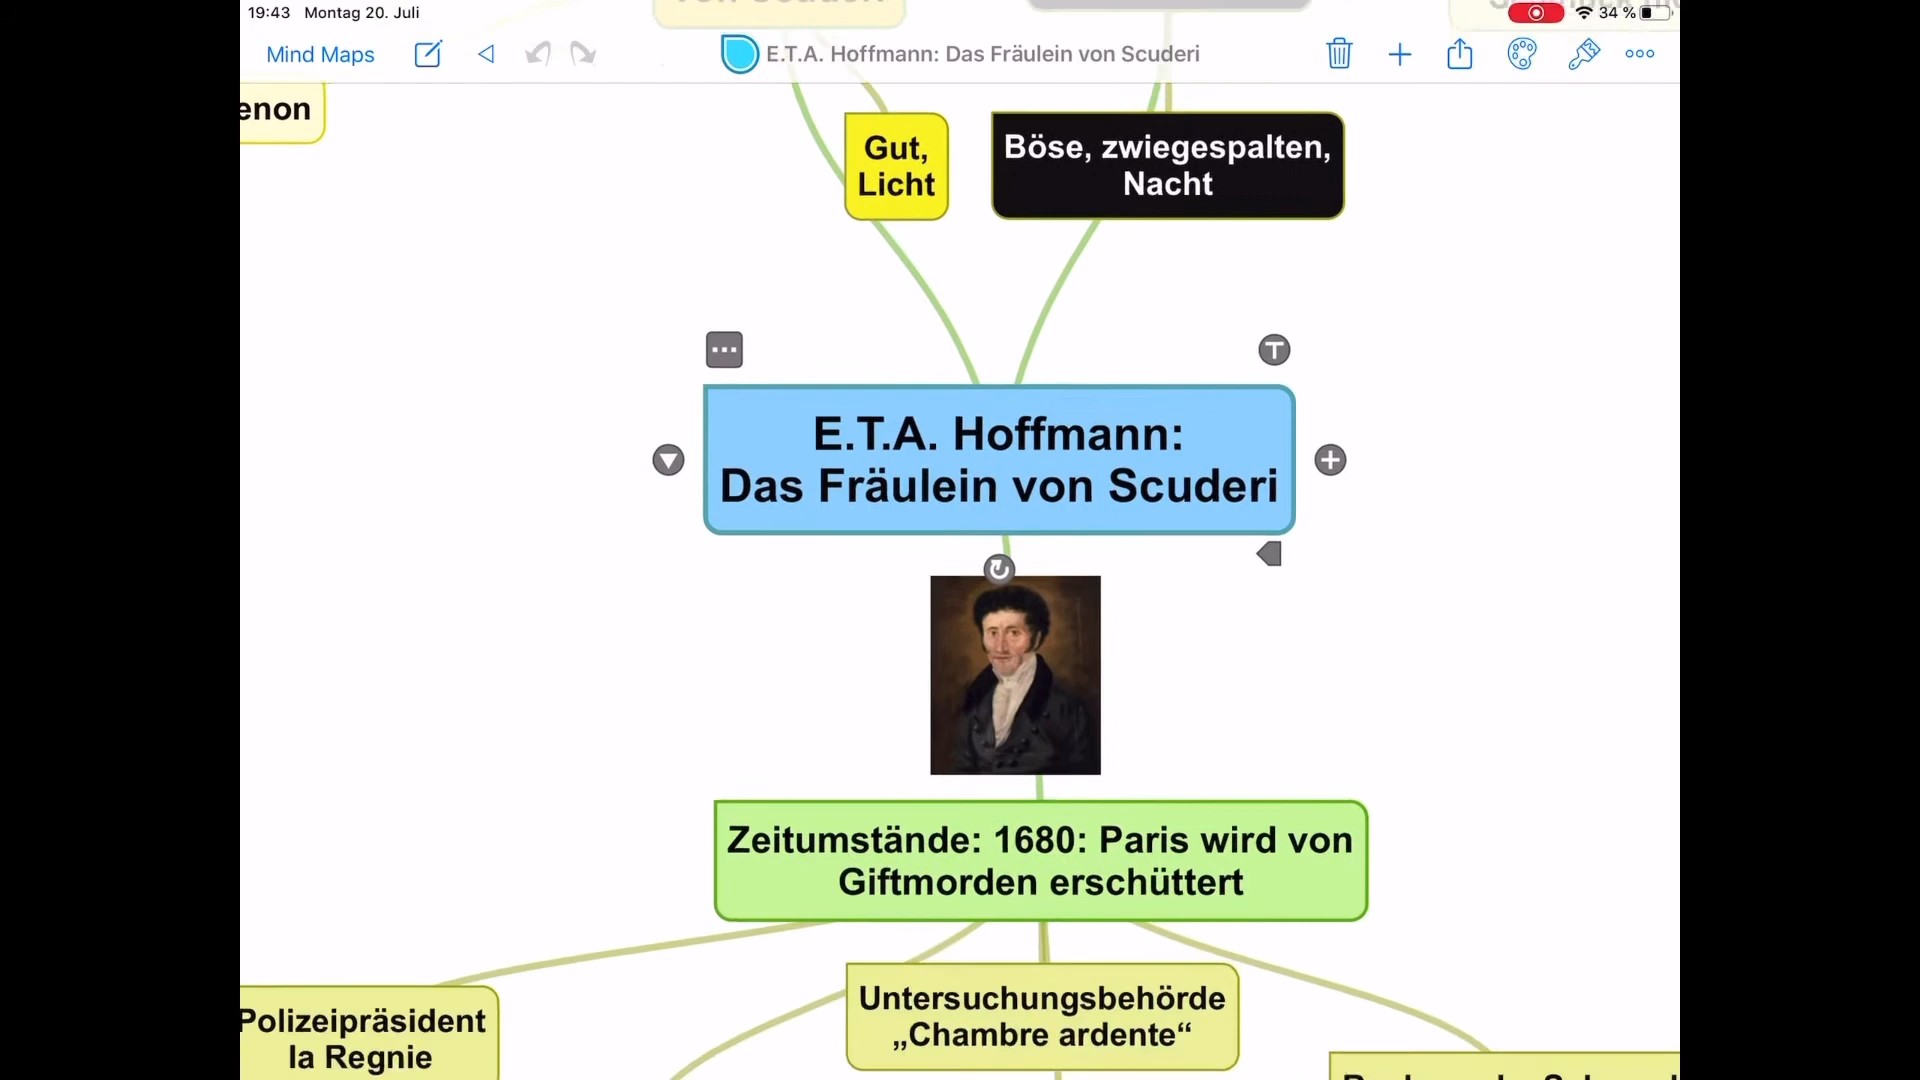 19:43 Montag 20. Juli
34 %
Mind Maps
E.T.A. Hoffmann: Das Fräulein von Scuderi
enon
Gut,
Licht
Böse, zwiegespalten,
Nacht
E.T.A. Hoffmann:
Das Fräulein von Scuderi
Zeitumstände: 1680: Paris wird von
Giftmorden erschüttert
Untersuchungsbehörde
„Chambre ardente“
Polizeipräsident
la Regnie